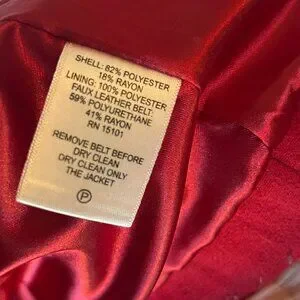 SHELL: 82% POLYESTER
18% RAYON
LINING: 100% POLYESTER
FAUX LEATHER BELT:
59% POLYURETHANE
41% RAYON
RN 15101
REMOVE BELT BEFORE
DRY CLEAN
DRY CLEAN ONLY
THE JACKET
P